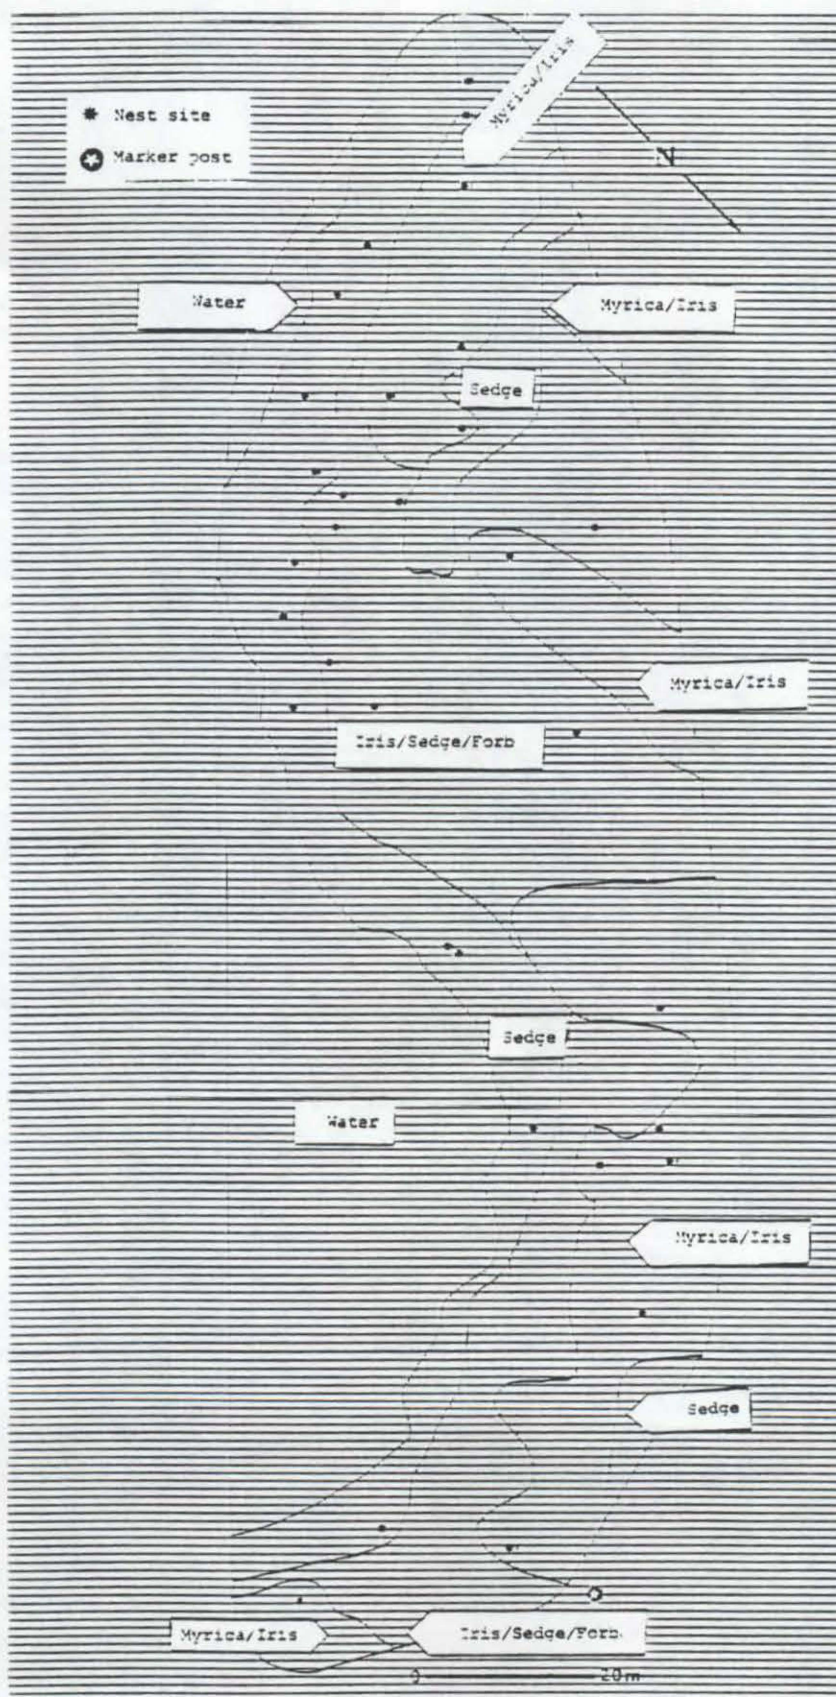 Myrica/Iris
Nest site
Marker post
N
Water
Myrica/Iris
Sedge
Myrica/Iris
Iris/Sedge/Forb
Sedge
Water
Myrica/Iris
Sedge
Myrica/Iris
Iris/Sedge/Forb
0 20m